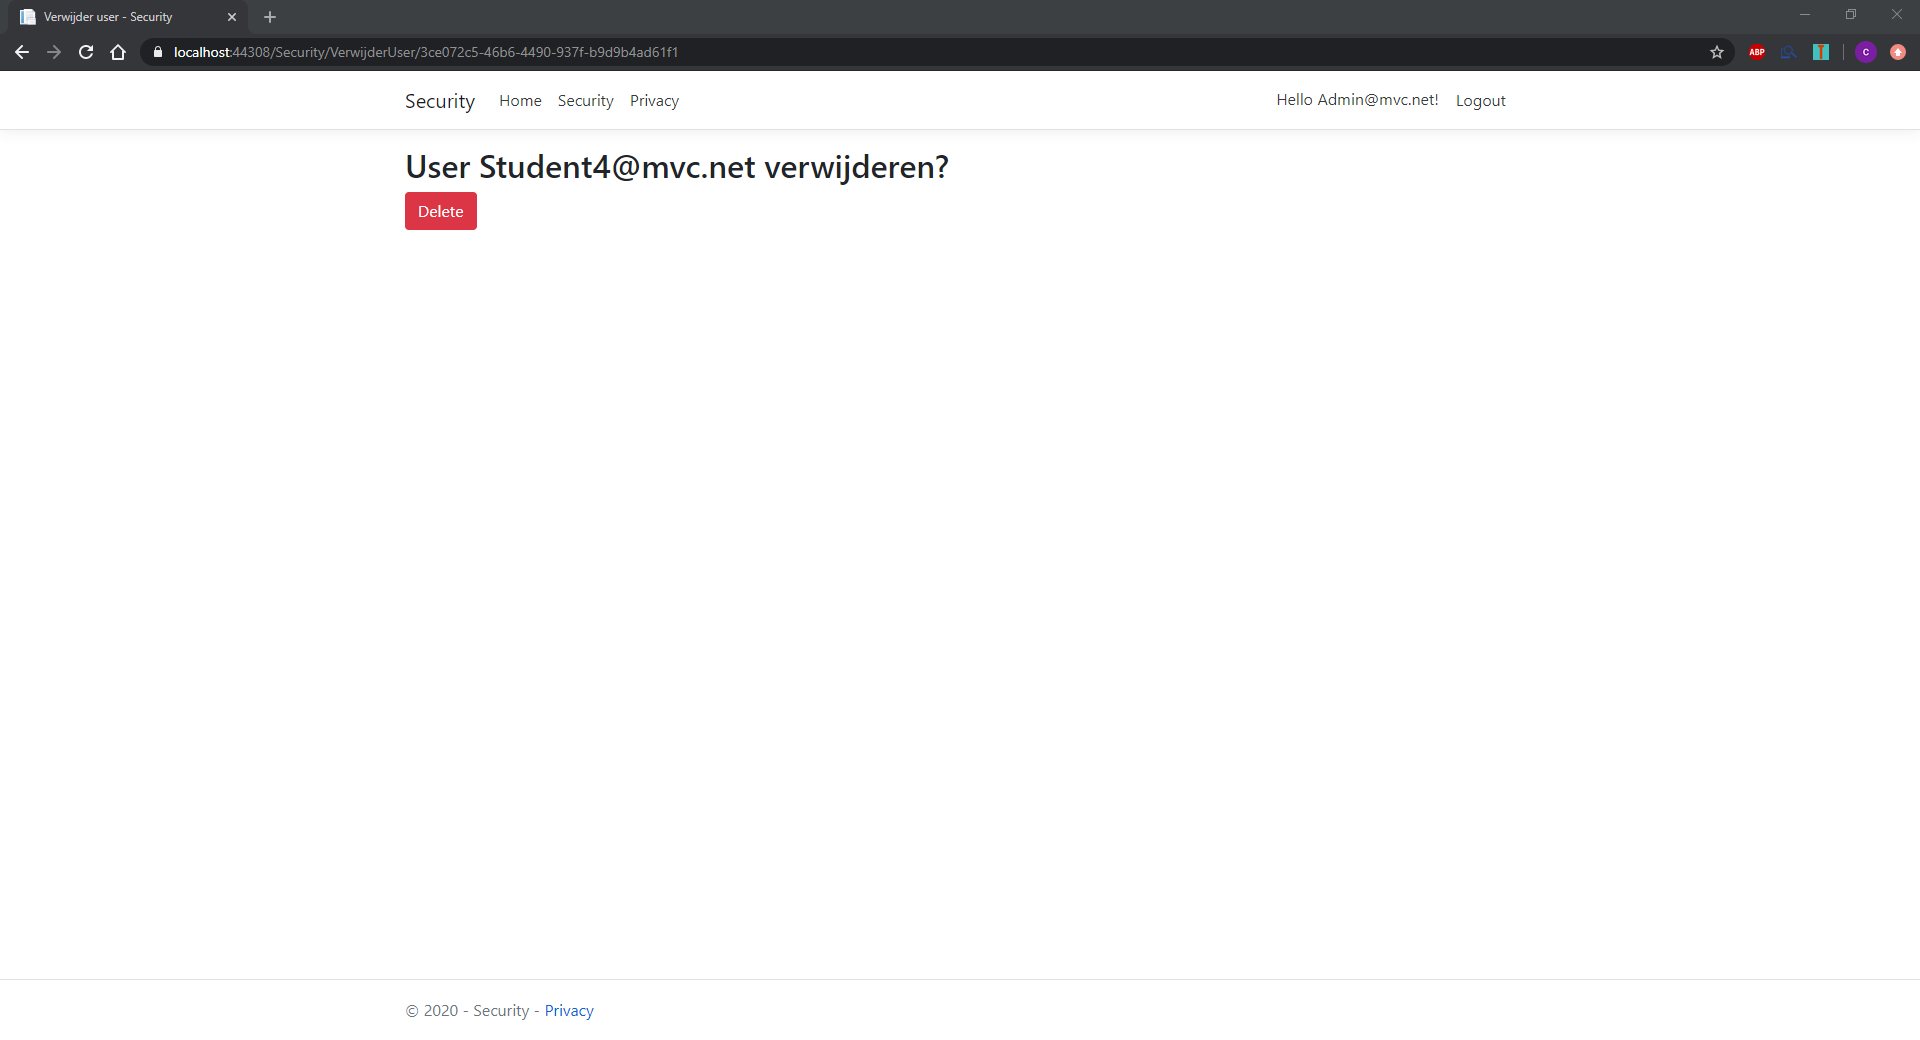 Verwijder user - Security
localhost:44308/Security/VerwijderUser/3ce072c5-46b6-4490-937f-b9d9b4ad61f1
ABP
C
Security Home Security Privacy Hello Admin@mvc.net! Logout
User Student4@mvc.net verwijderen?
Delete
© 2020 - Security - Privacy